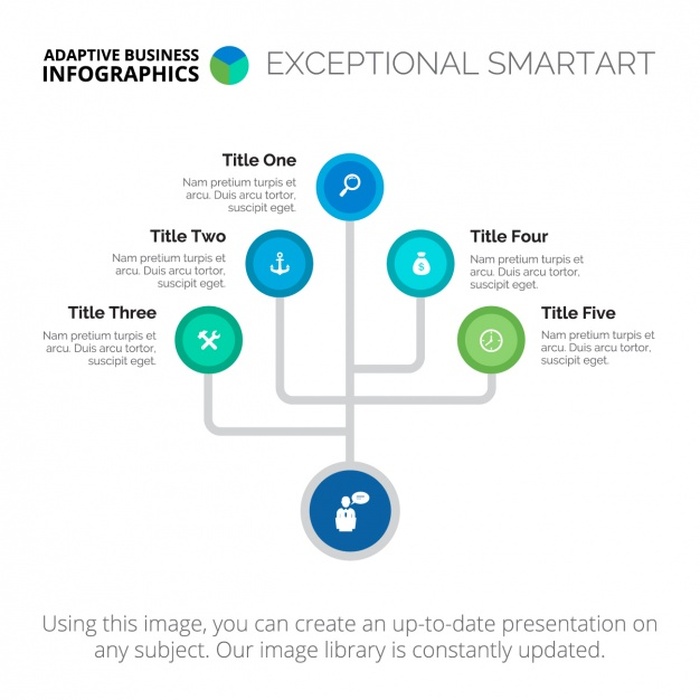 ADAPTIVE BUSINESS
INFOGRAPHICS
EXCEPTIONAL SMARTART
Title One
Nam pretium turpis et
arcu. Duis arcu tortor,
suscipit eget.
Title Two
Nam pretium turpis et
arcu. Duis arcu tortor,
suscipit eget.
Title Four
Nam pretium turpis et
arcu. Duis arcu tortor,
suscipit eget.
Title Three
Nam pretium turpis et
arcu. Duis arcu tortor,
suscipit eget.
Title Five
Nam pretium turpis et
arcu. Duis arcu tortor,
suscipit eget.
$
Using this image, you can create an up-to-date presentation on
any subject. Our image library is constantly updated.